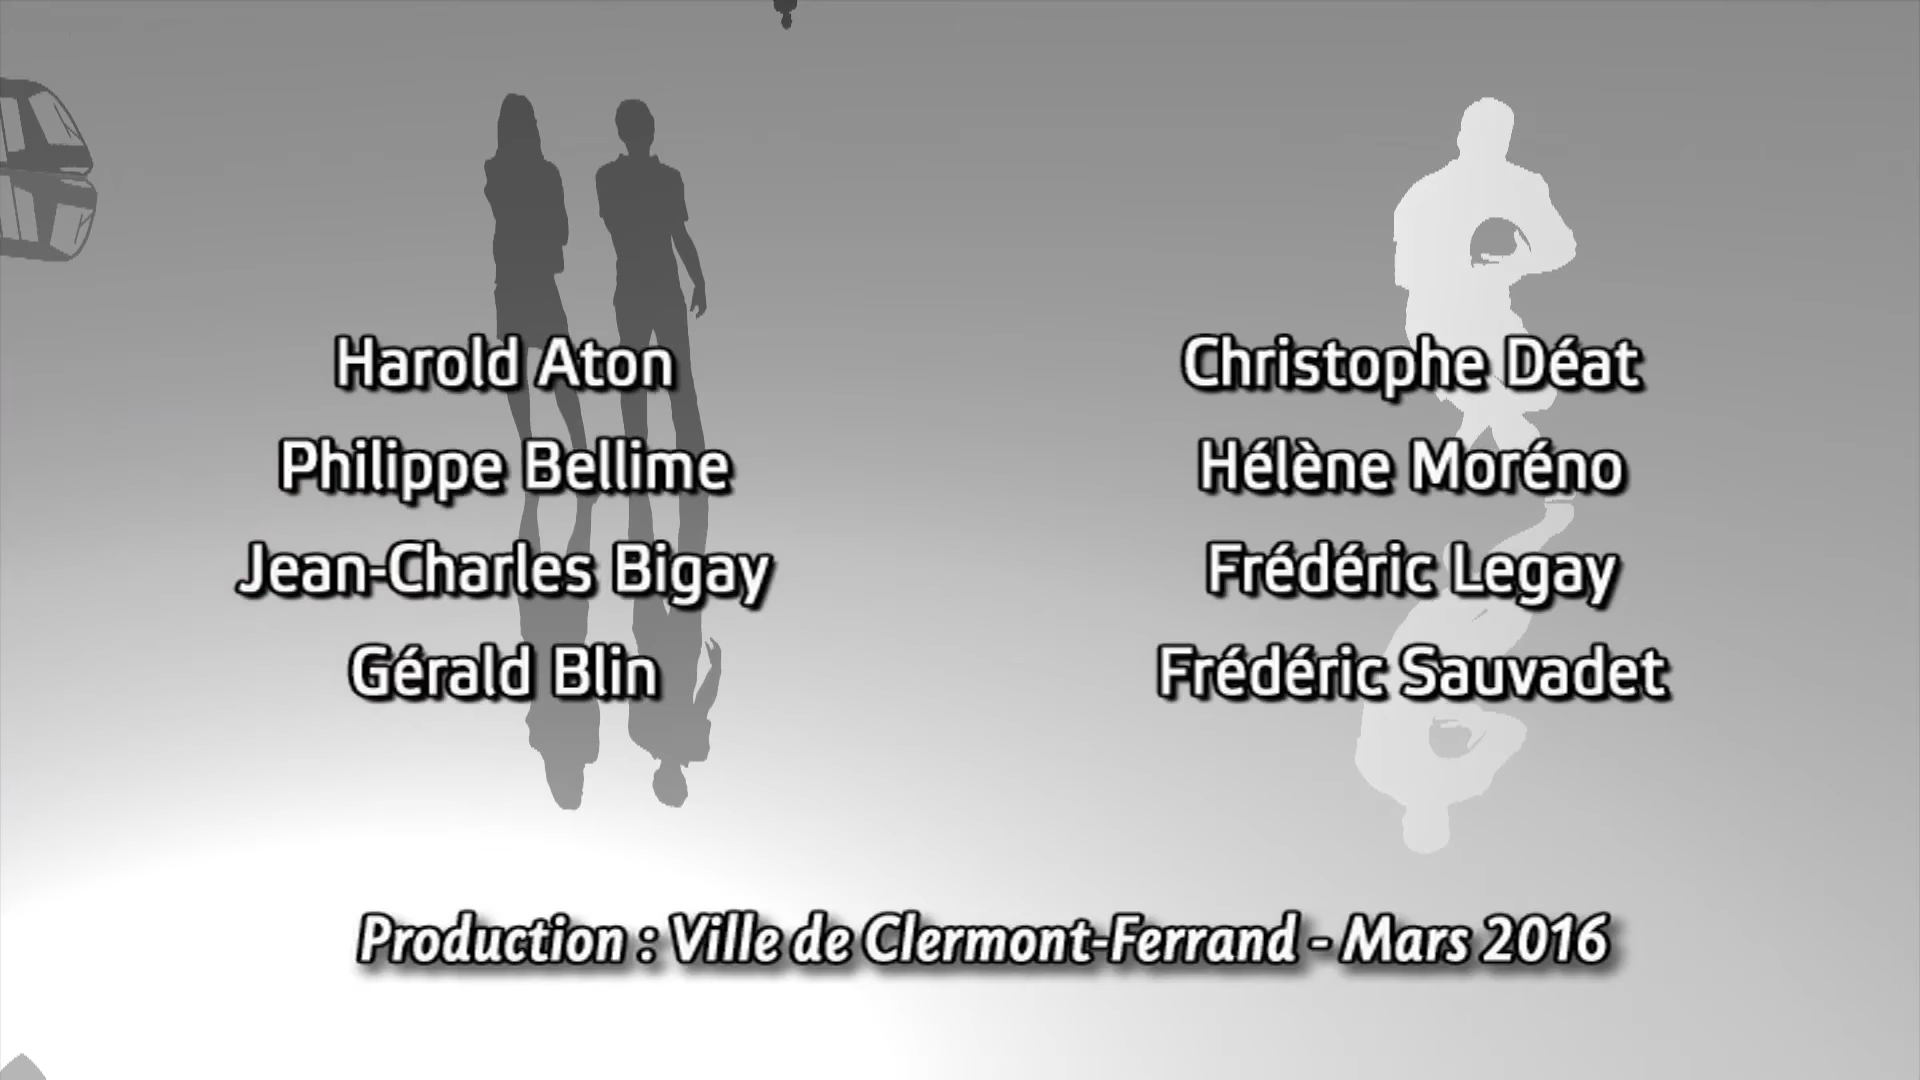 Harold Aton
Philippe Bellime
Jean-Charles Bigay
Gérald Blin
Christophe Déat
Hélène Moréno
Frédéric Legay
Frédéric Sauvadet
Production : Ville de Clermont-Ferrand - Mars 2016